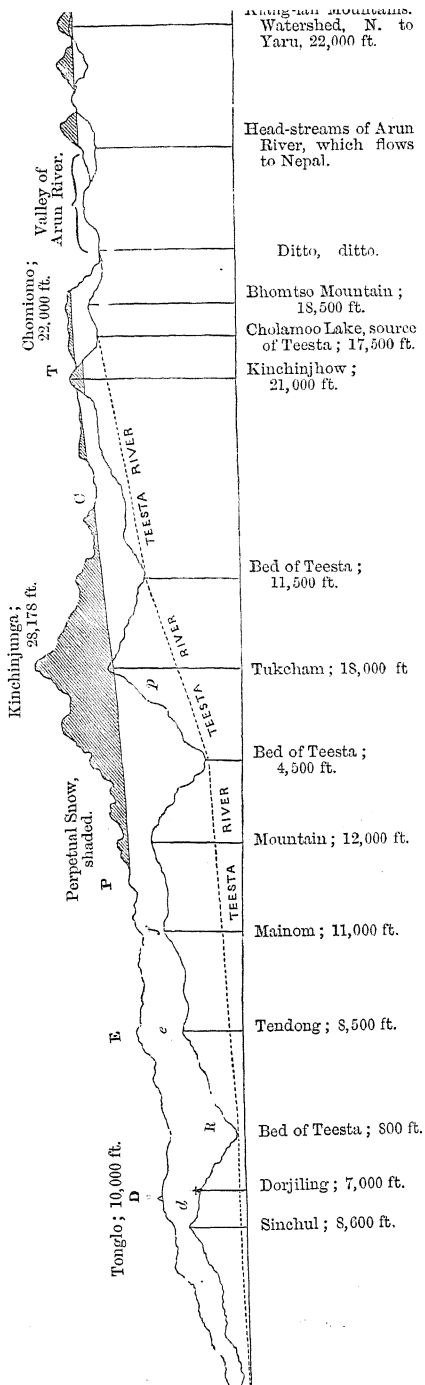 Mountains.
Watershed, N. to
Yaru, 22,000 ft.
Head-streams of Arun
River, which flows
to Nepal.
Valley of
Arun River.
Ditto, ditto.
Chomiomo;
22,000 ft.
Bhomtso Mountain;
18,500 ft.
Cholamoo Lake, source
of Teesta; 17,500 ft.
T
Kinchinjhow;
21,000 ft.
TEESTA RIVER
C
Bed of Teesta;
11,500 ft.
Kinchinjunga;
28,178 ft.
TEESTA RIVER
Tukcham; 18,000 ft
p
Bed of Teesta;
4,500 ft.
Perpetual Snow,
shaded.
TEESTA RIVER
Mountain; 12,000 ft.
P
j
Mainom; 11,000 ft.
E
e
Tendong; 8,500 ft.
R
Bed of Teesta; 800 ft.
Tonglo; 10,000 ft.
D
d
Dorjiling; 7,000 ft.
Sinchul; 8,600 ft.